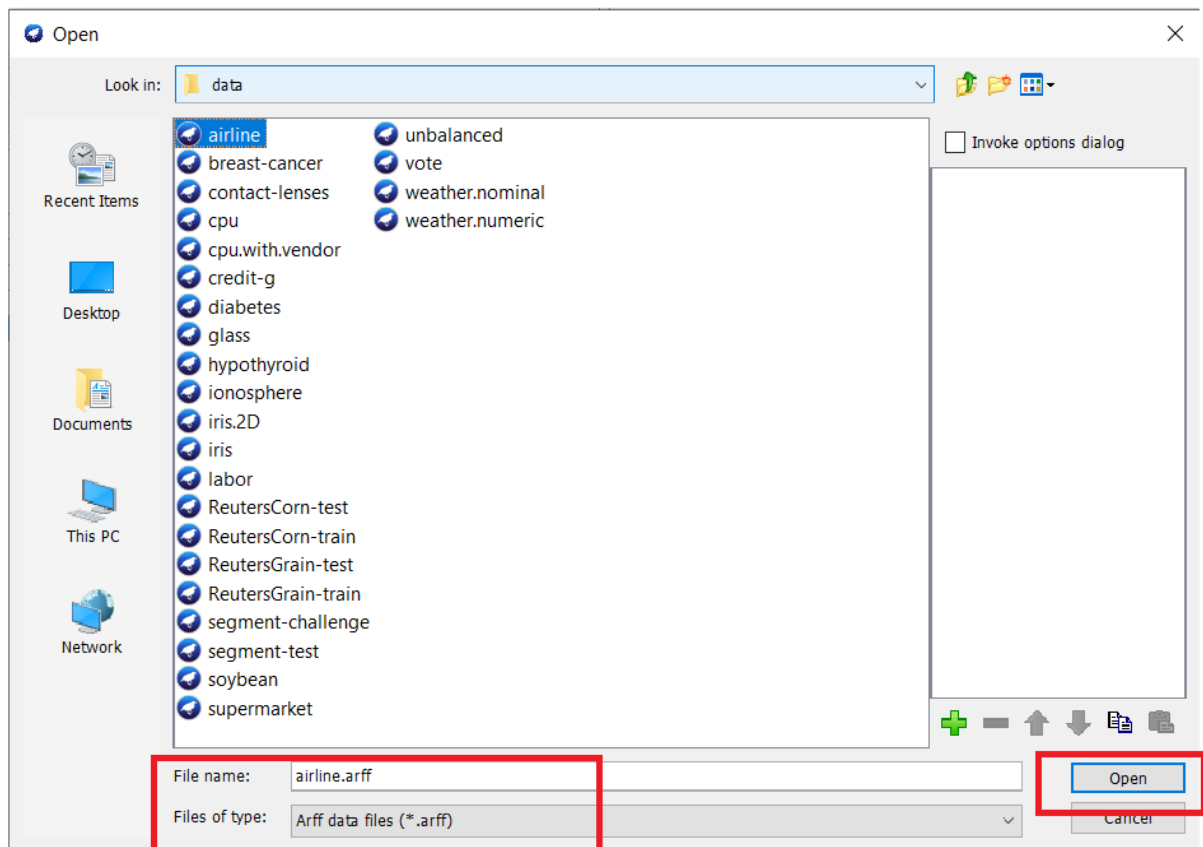 Open
Look in: data
Recent Items
Desktop
Documents
This PC
Network
airline
breast-cancer
contact-lenses
cpu
cpu.with.vendor
credit-g
diabetes
glass
hypothyroid
ionosphere
iris.2D
iris
labor
ReutersCorn-test
ReutersCorn-train
ReutersGrain-test
ReutersGrain-train
segment-challenge
segment-test
soybean
supermarket
unbalanced
vote
weather.nominal
weather.numeric
Invoke options dialog
File name: airline.arff
Open
Files of type: Arff data files (*.arff)
Cancel